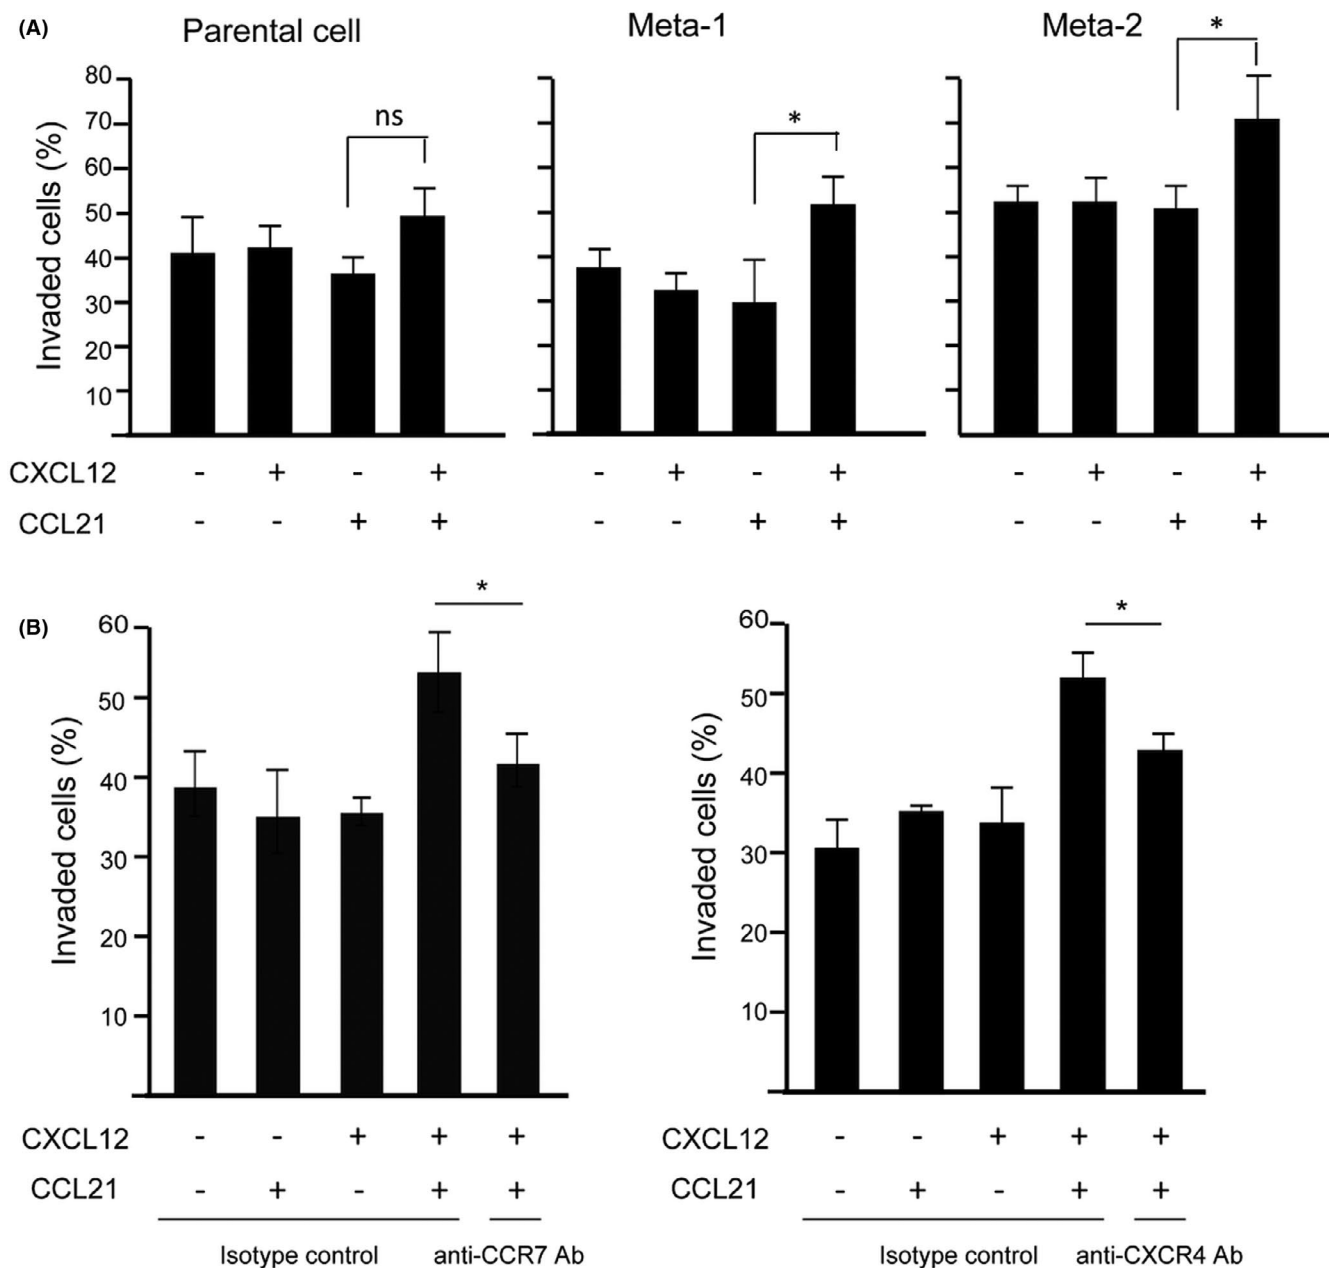 (A) Parental cell Meta-1 Meta-2
ns * *
Invaded cells (%)
80
70
60
50
40
30
20
10
CXCL12 - + - + - + - + - + - +
CCL21 - - + + - - + + - - + +
(B)
* *
Invaded cells (%)
60
50
40
30
20
10
Invaded cells (%)
60
50
40
30
20
10
CXCL12 - - + + + CXCL12 - - + + +
CCL21 - + - + + CCL21 - + - + +
Isotype control anti-CCR7 Ab Isotype control anti-CXCR4 Ab